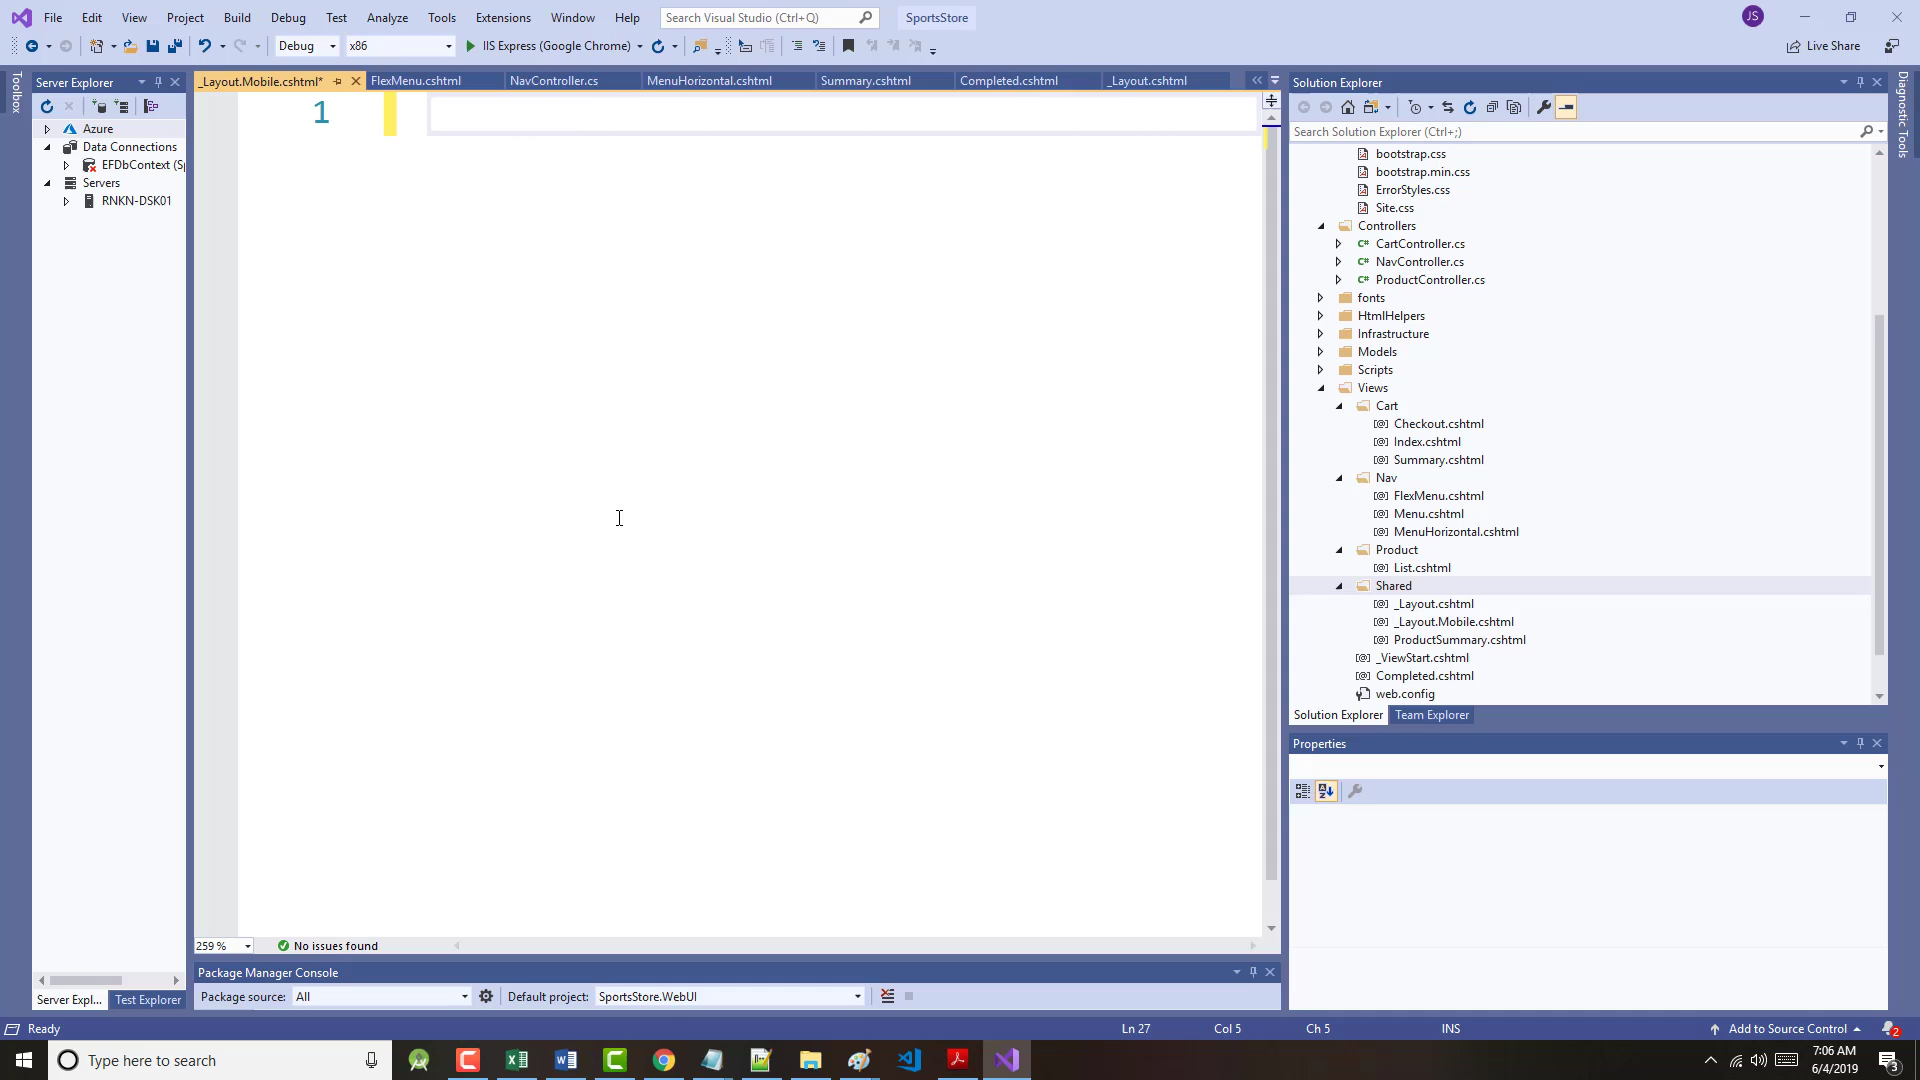 File Edit View Project Build Debug Test Analyze Tools Extensions Window Help Search Visual Studio (Ctrl+Q) SportsStore JS
Debug x86 IIS Express (Google Chrome) Live Share
Toolbox
Server Explorer
Azure
Data Connections
EFDbContext (Sp
Servers
RNKN-DSK01
Server Expl... Test Explorer
_Layout.Mobile.cshtml* FlexMenu.cshtml NavController.cs MenuHorizontal.cshtml Summary.cshtml Completed.cshtml _Layout.cshtml
1
259 % No issues found
Package Manager Console
Package source: All Default project: SportsStore.WebUI
Solution Explorer
Search Solution Explorer (Ctrl+;)
bootstrap.css
bootstrap.min.css
ErrorStyles.css
Site.css
Controllers
C# CartController.cs
C# NavController.cs
C# ProductController.cs
fonts
HtmlHelpers
Infrastructure
Models
Scripts
Views
Cart
[@] Checkout.cshtml
[@] Index.cshtml
[@] Summary.cshtml
Nav
[@] FlexMenu.cshtml
[@] Menu.cshtml
[@] MenuHorizontal.cshtml
Product
[@] List.cshtml
Shared
[@] _Layout.cshtml
[@] _Layout.Mobile.cshtml
[@] ProductSummary.cshtml
[@] _ViewStart.cshtml
[@] Completed.cshtml
web.config
Solution Explorer Team Explorer
Properties
Diagnostic Tools
Ready Ln 27 Col 5 Ch 5 INS Add to Source Control 2
Type here to search
7:06 AM
6/4/2019
3